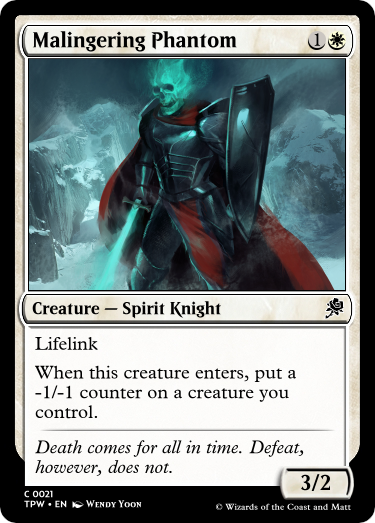 Malingering Phantom 1
Creature — Spirit Knight
Lifelink
When this creature enters, put a
-1/-1 counter on a creature you
control.
Death comes for all in time. Defeat,
however, does not.
3/2
C 0021
TPW • EN Wendy Yoon
© Wizards of the Coast and Matt